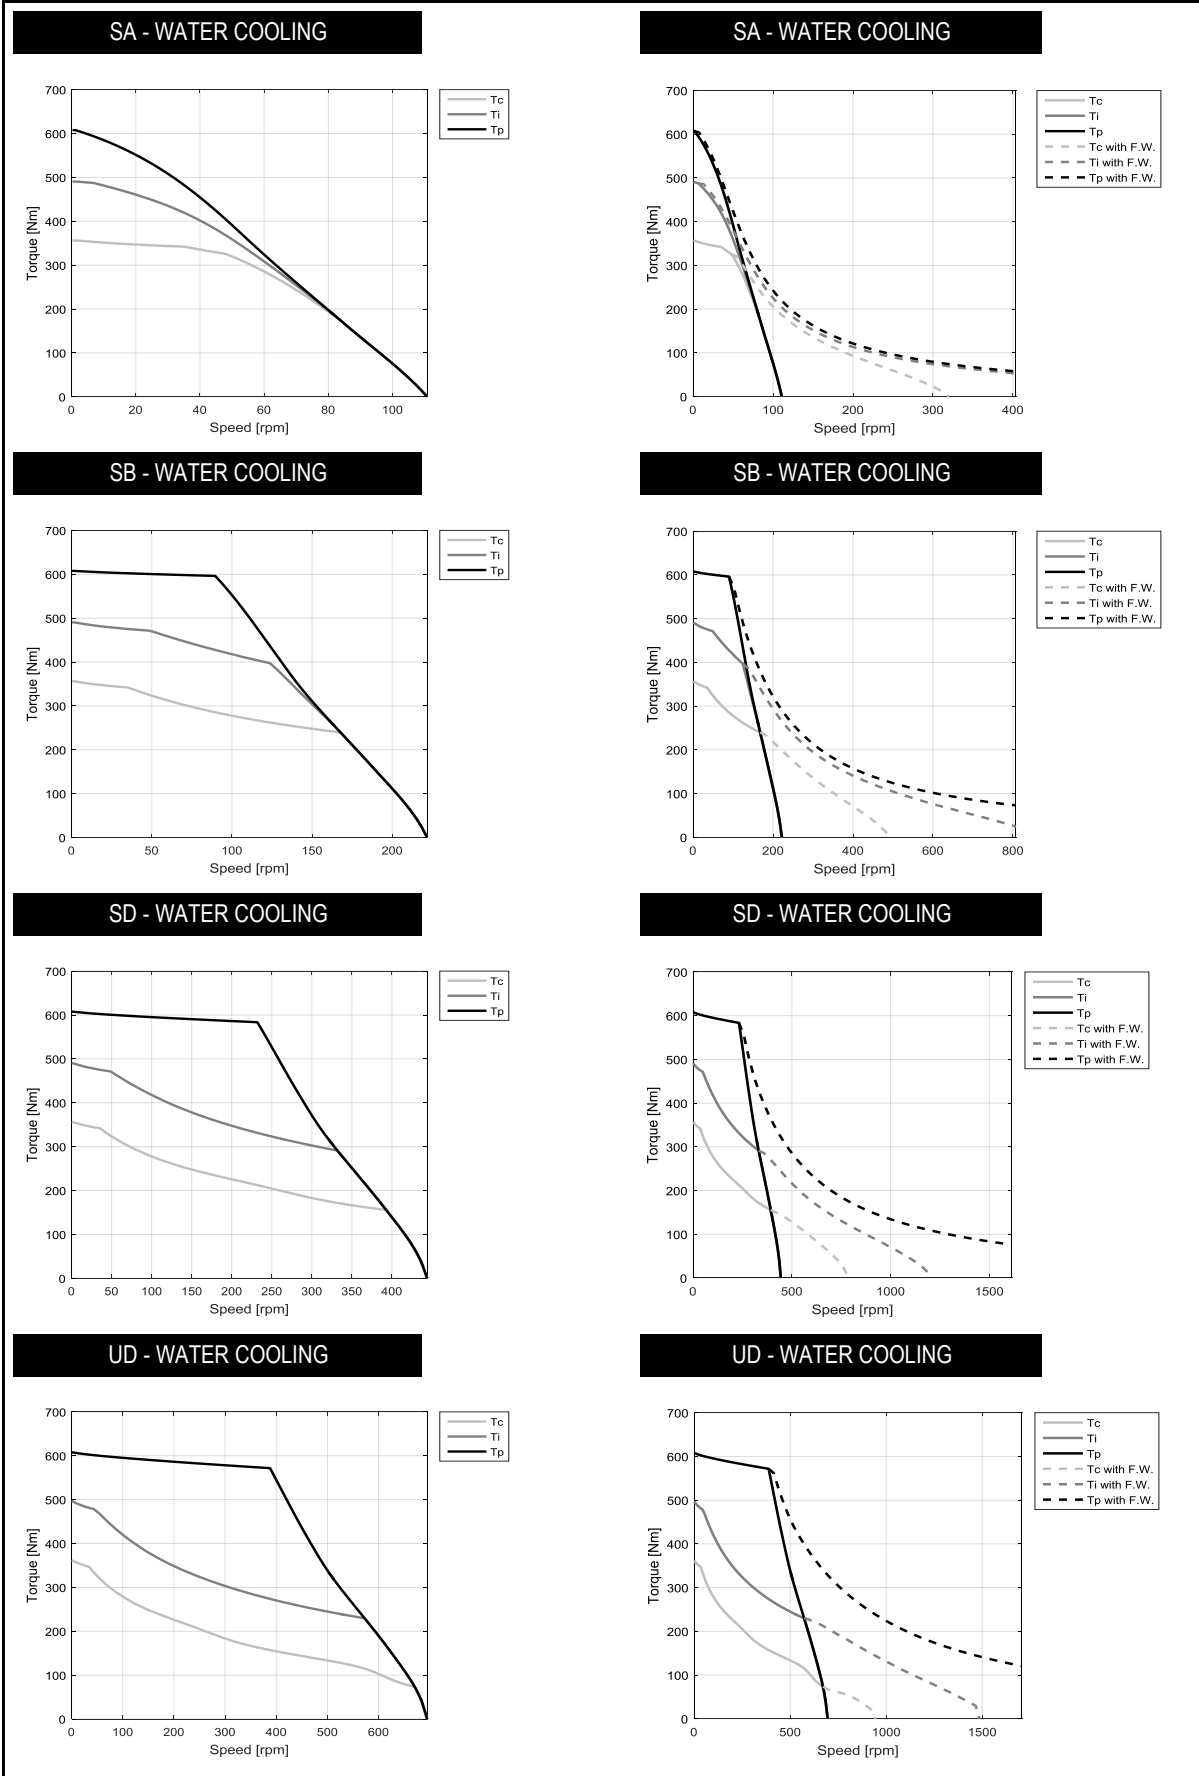 SA - WATER COOLING
700
600
500
400
300
200
100
0
Torque [Nm]
0 20 40 60 80 100
Speed [rpm]
Tc
Ti
Tp
SA - WATER COOLING
700
600
500
400
300
200
100
0
Torque [Nm]
0 100 200 300 400
Speed [rpm]
Tc
Ti
Tp
Tc with F.W.
Ti with F.W.
Tp with F.W.
SB - WATER COOLING
700
600
500
400
300
200
100
0
Torque [Nm]
0 50 100 150 200
Speed [rpm]
Tc
Ti
Tp
SB - WATER COOLING
700
600
500
400
300
200
100
0
Torque [Nm]
0 200 400 600 800
Speed [rpm]
Tc
Ti
Tp
Tc with F.W.
Ti with F.W.
Tp with F.W.
SD - WATER COOLING
700
600
500
400
300
200
100
0
Torque [Nm]
0 50 100 150 200 250 300 350 400
Speed [rpm]
Tc
Ti
Tp
SD - WATER COOLING
700
600
500
400
300
200
100
0
Torque [Nm]
0 500 1000 1500
Speed [rpm]
Tc
Ti
Tp
Tc with F.W.
Ti with F.W.
Tp with F.W.
UD - WATER COOLING
700
600
500
400
300
200
100
0
Torque [Nm]
0 100 200 300 400 500 600
Speed [rpm]
Tc
Ti
Tp
UD - WATER COOLING
700
600
500
400
300
200
100
0
Torque [Nm]
0 500 1000 1500
Speed [rpm]
Tc
Ti
Tp
Tc with F.W.
Ti with F.W.
Tp with F.W.